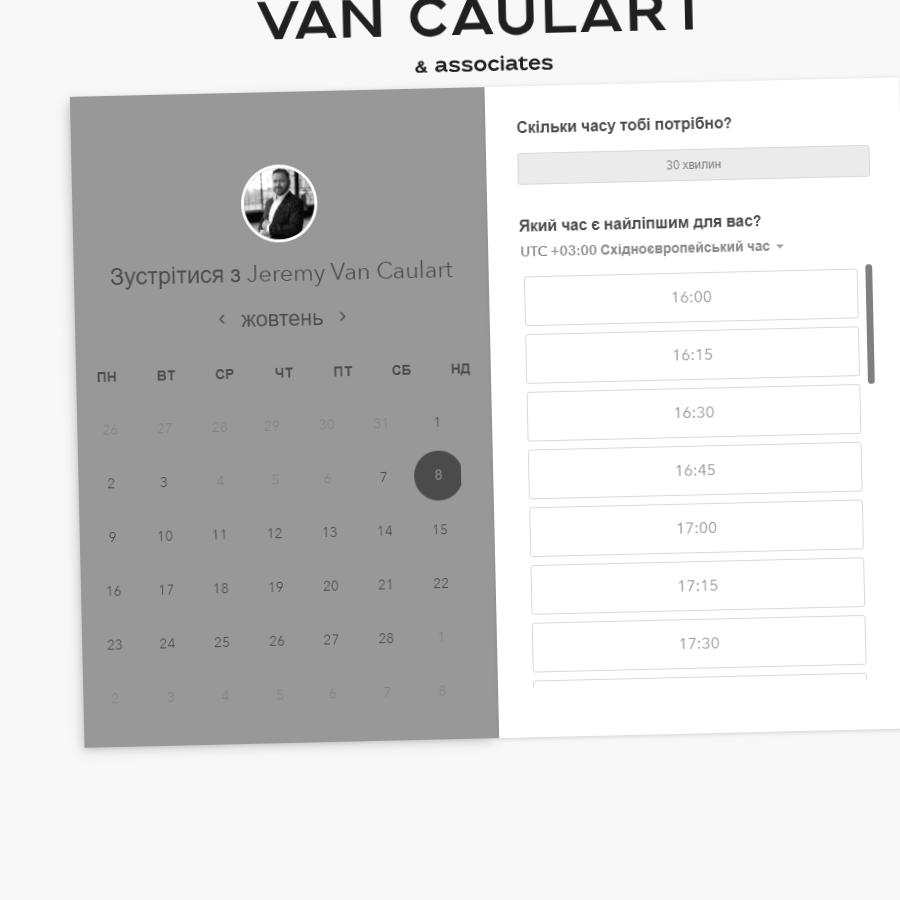 VAN CAULART
& associates
Зустрітися з Jeremy Van Caulart
жовтень
ПН ВТ СР ЧТ ПТ СБ НД
26 27 28 29 30 31 1
2 3 4 5 6 7 8
9 10 11 12 13 14 15
16 17 18 19 20 21 22
23 24 25 26 27 28 1
2 3 4 5 6 7 8
Скільки часу тобі потрібно?
30 хвилин
Який час є найліпшим для вас?
UTC +03:00 Східноєвропейський час
16:00
16:15
16:30
16:45
17:00
17:15
17:30